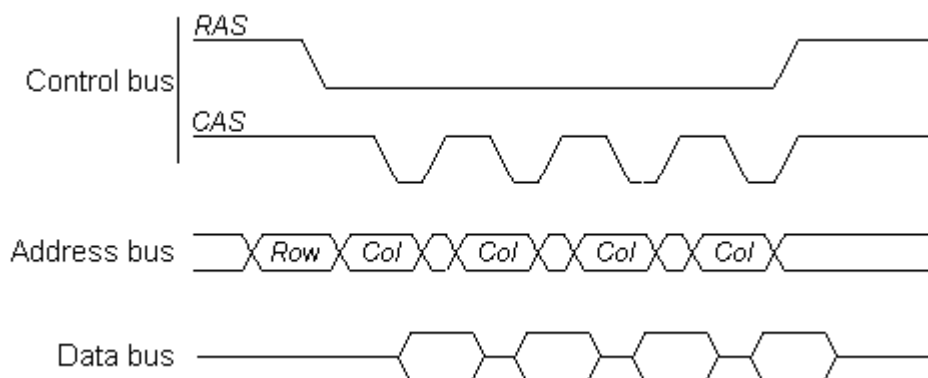 RAS
Control bus
CAS
Address bus Row Col Col Col Col
Data bus